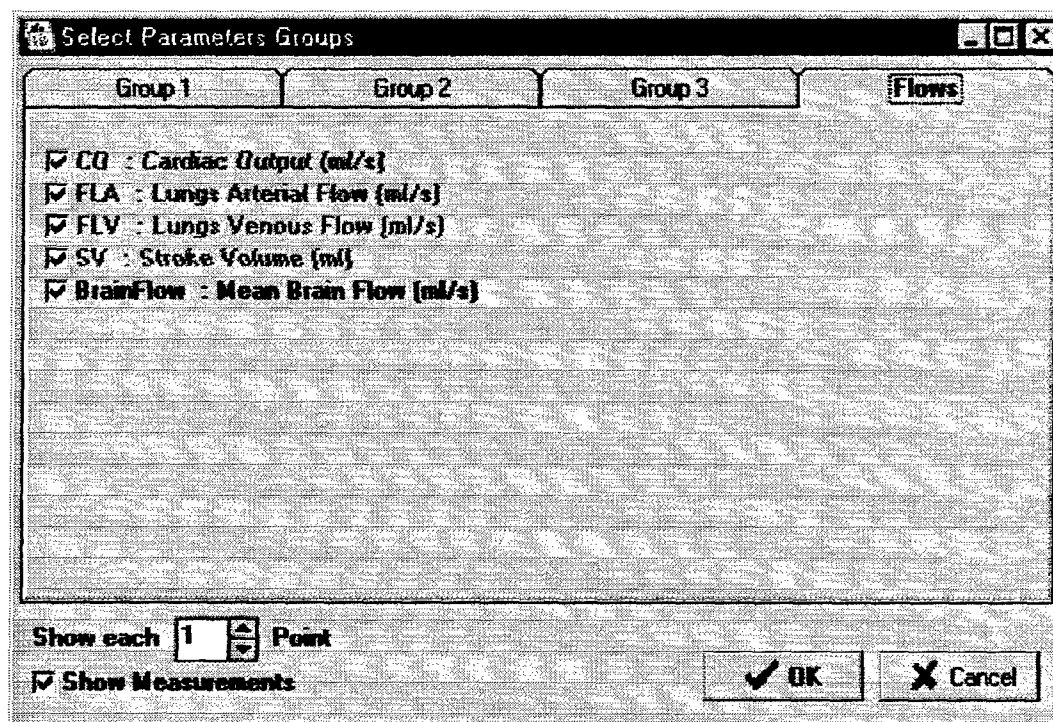 Select Parameters Groups
Group 1 Group 2 Group 3 Flows
CO : Cardiac Output (ml/s)
FLA : Lungs Arterial Flow (ml/s)
FLV : Lungs Venous Flow (ml/s)
SV : Stroke Volume (ml)
BrainFlow : Mean Brain Flow (ml/s)
Show each 1 Point
Show Measurements
OK Cancel